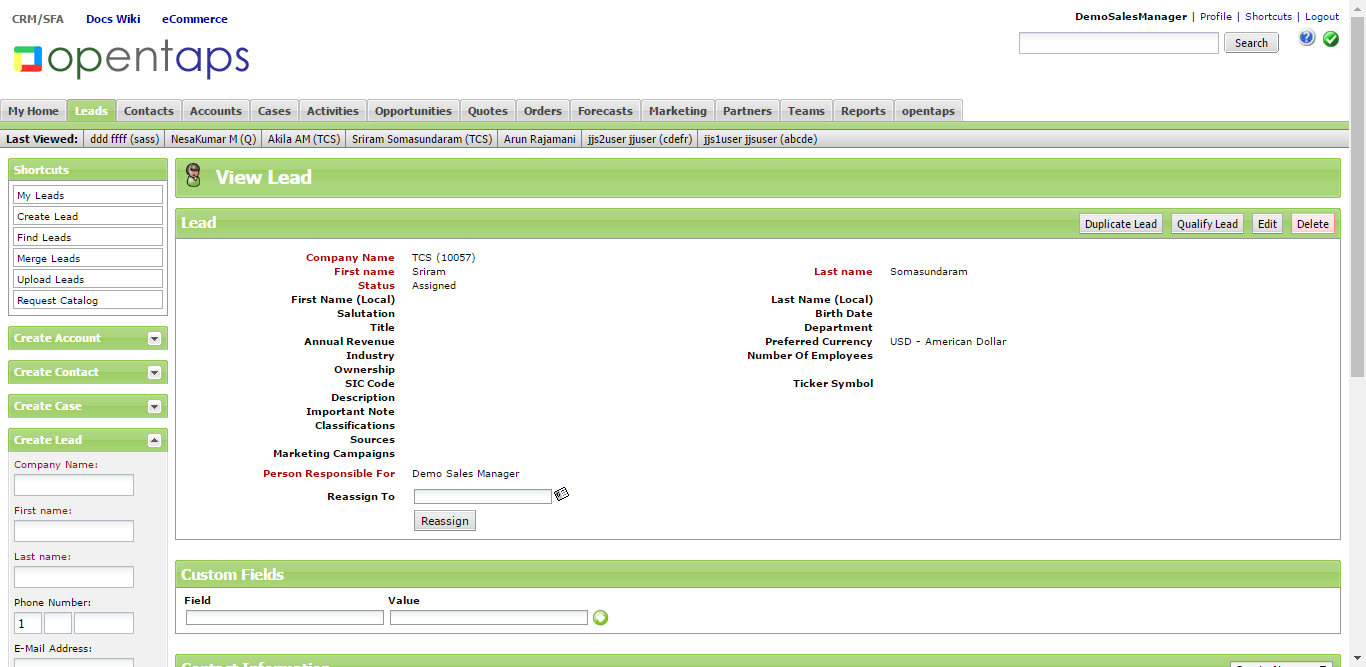 CRM/SFA Docs Wiki eCommerce
DemoSalesManager | Profile | Shortcuts | Logout
opentaps
Search
My Home Leads Contacts Accounts Cases Activities Opportunities Quotes Orders Forecasts Marketing Partners Teams Reports opentaps
Last Viewed: ddd ffff (sass) NesaKumar M (Q) Akila AM (TCS) Sriram Somasundaram (TCS) Arun Rajamani jjs2user jjuser (cdefr) jjs1user jjsuser (abcde)
Shortcuts
My Leads
Create Lead
Find Leads
Merge Leads
Upload Leads
Request Catalog
Create Account
Create Contact
Create Case
Create Lead
Company Name:
First name:
Last name:
Phone Number:
1
E-Mail Address:
View Lead
Lead
Duplicate Lead Qualify Lead Edit Delete
Company Name TCS (10057)
First name Sriram Last name Somasundaram
Status Assigned
First Name (Local) Last Name (Local)
Salutation Birth Date
Title Department
Annual Revenue Preferred Currency USD - American Dollar
Industry Number Of Employees
Ownership
SIC Code Ticker Symbol
Description
Important Note
Classifications
Sources
Marketing Campaigns
Person Responsible For Demo Sales Manager
Reassign To
Reassign
Custom Fields
Field Value
Contact Information